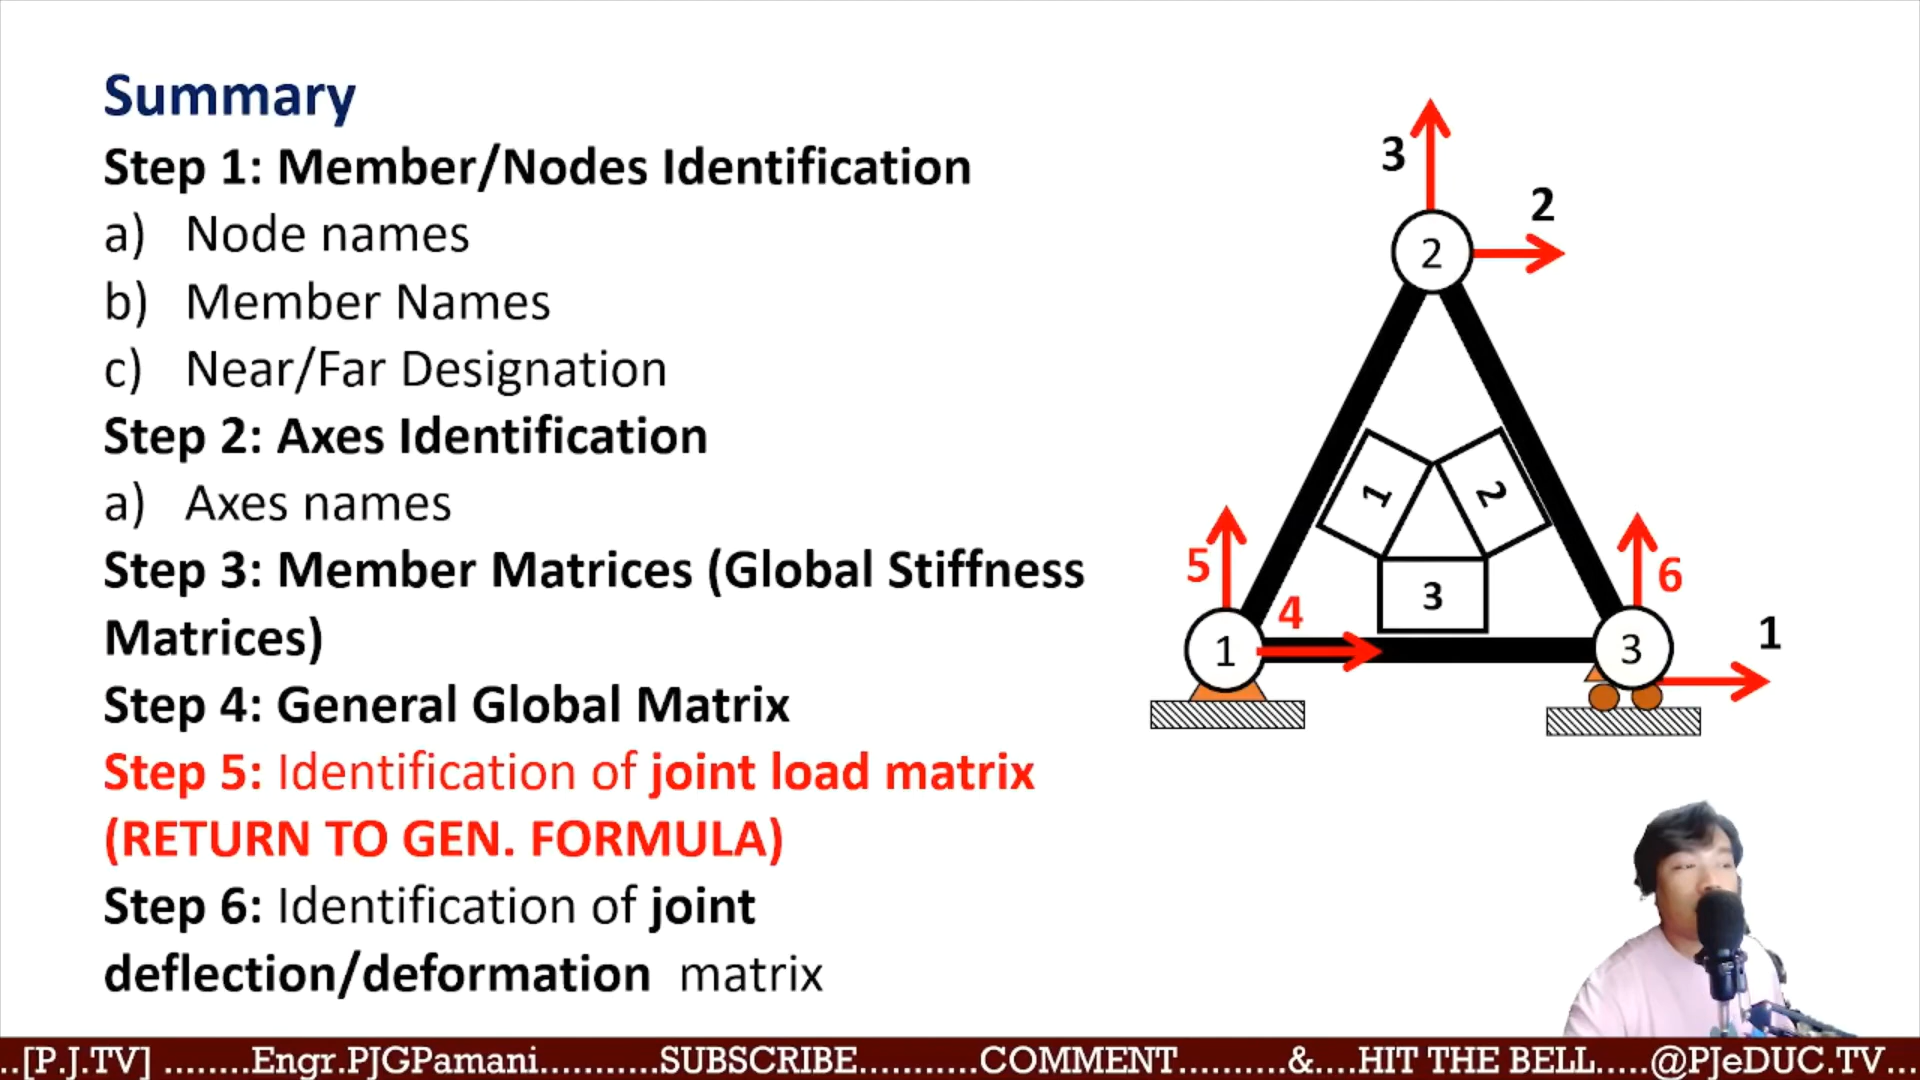 Summary
Step 1: Member/Nodes Identification
a) Node names
b) Member Names
c) Near/Far Designation
Step 2: Axes Identification
a) Axes names
Step 3: Member Matrices (Global Stiffness
Matrices)
Step 4: General Global Matrix
Step 5: Identification of joint load matrix
(RETURN TO GEN. FORMULA)
Step 6: Identification of joint
deflection/deformation matrix
3
2
2
1
2
5
4
3
6
1
3
1
..[P.J.TV] ........Engr.PJGPamani...........SUBSCRIBE...........COMMENT..........&....HIT THE BELL.....@PJeDUC.TV...